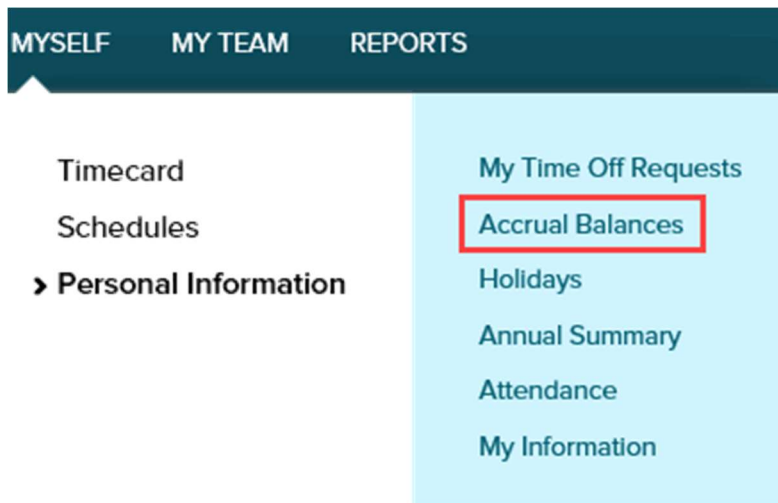 MYSELF MY TEAM REPORTS
Timecard
Schedules
Personal Information
My Time Off Requests
Accrual Balances
Holidays
Annual Summary
Attendance
My Information